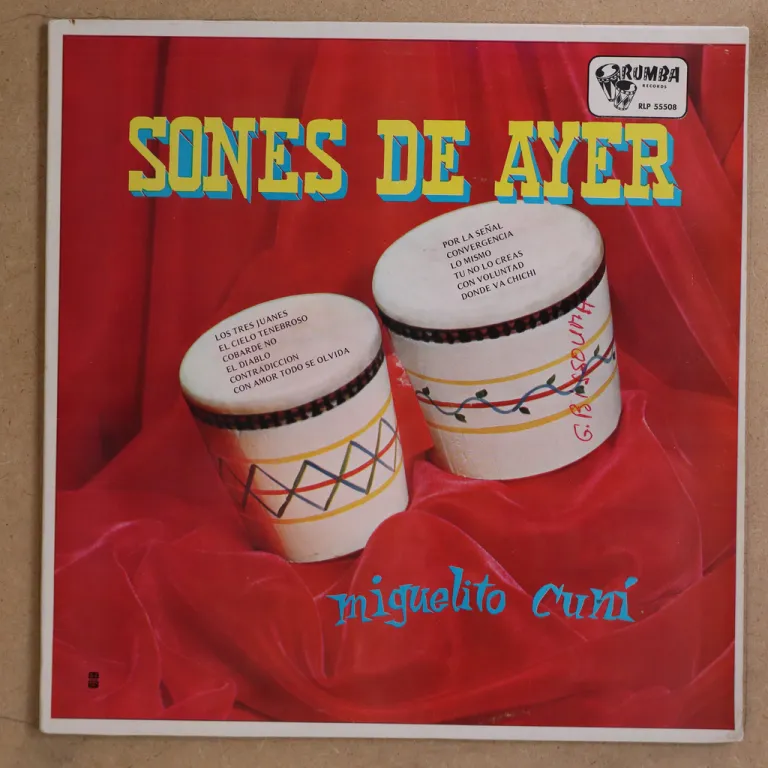 RUMBA
RECORDS
RLP 55508
SONES DE AYER
POR LA SEÑAL
CONVERGENCIA
LO MISMO
TU NO LO CREAS
CON VOLUNTAD
DONDE VA CHICHI
LOS TRES JUANES
EL CIELO TENEBROSO
COBARDE NO
EL DIABLO
CONTRADICCION
CON AMOR TODO SE OLVIDA
G.
miguelito cuní